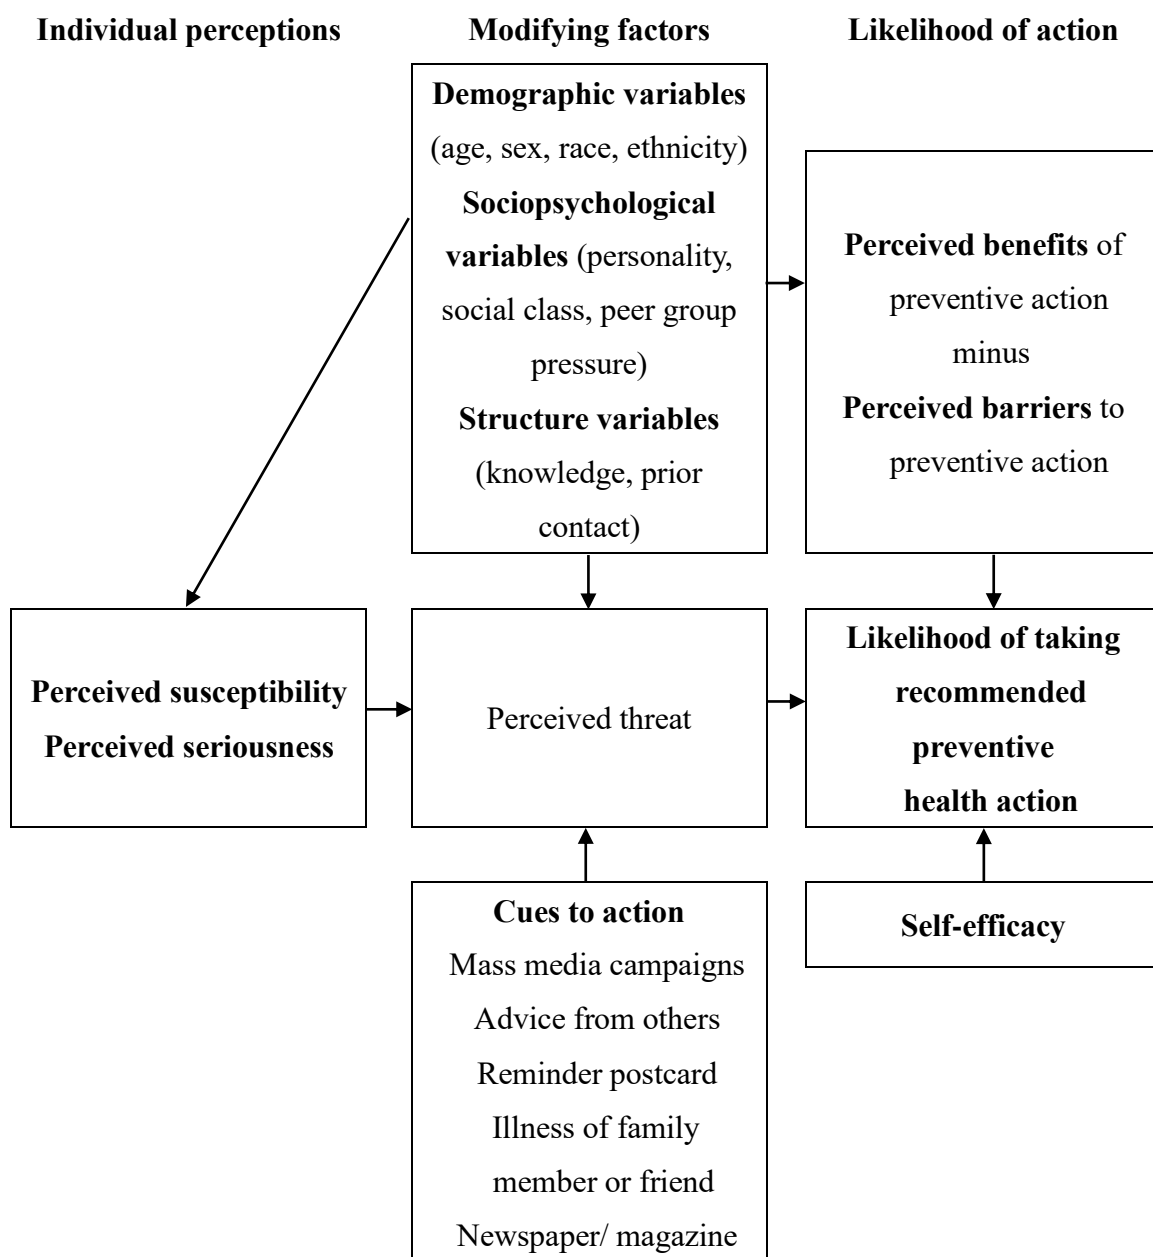 Individual perceptions
Modifying factors
Likelihood of action
Demographic variables
(age, sex, race, ethnicity)
Sociopsychological
variables (personality,
social class, peer group
pressure)
Structure variables
(knowledge, prior
contact)
Perceived benefits of
preventive action
minus
Perceived barriers to
preventive action
Perceived susceptibility
Perceived seriousness
Perceived threat
Likelihood of taking
recommended
preventive
health action
Cues to action
Mass media campaigns
Advice from others
Reminder postcard
Illness of family
member or friend
Newspaper/ magazine
Self-efficacy